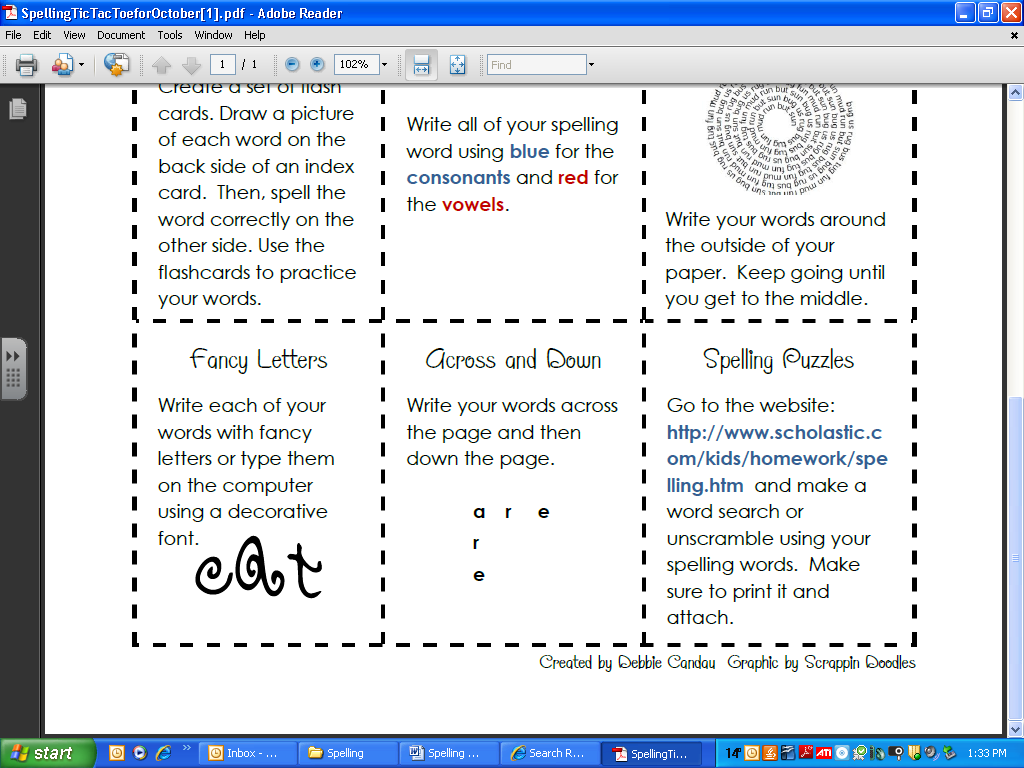 SpellingTicTacToeforOctober[1].pdf - Adobe Reader
File Edit View Document Tools Window Help
1 / 1 102% Find
Create a set of flash
cards. Draw a picture
of each word on the
back side of an index
card. Then, spell the
word correctly on the
other side. Use the
flashcards to practice
your words.
Write all of your spelling
word using blue for the
consonants and red for
the vowels.
Write your words around
the outside of your
paper. Keep going until
you get to the middle.
Fancy Letters
Write each of your
words with fancy
letters or type them
on the computer
using a decorative
font.
cat
Across and Down
Write your words across
the page and then
down the page.
a r e
r
e
Spelling Puzzles
Go to the website:
http://www.scholastic.c
om/kids/homework/spe
lling.htm and make a
word search or
unscramble using your
spelling words. Make
sure to print it and
attach.
Created by Debbie Candau Graphic by Scrappin Doodles
start Inbox - ... Spelling Spelling ... Search R... SpellingTi... 14° ATI 1:33 PM